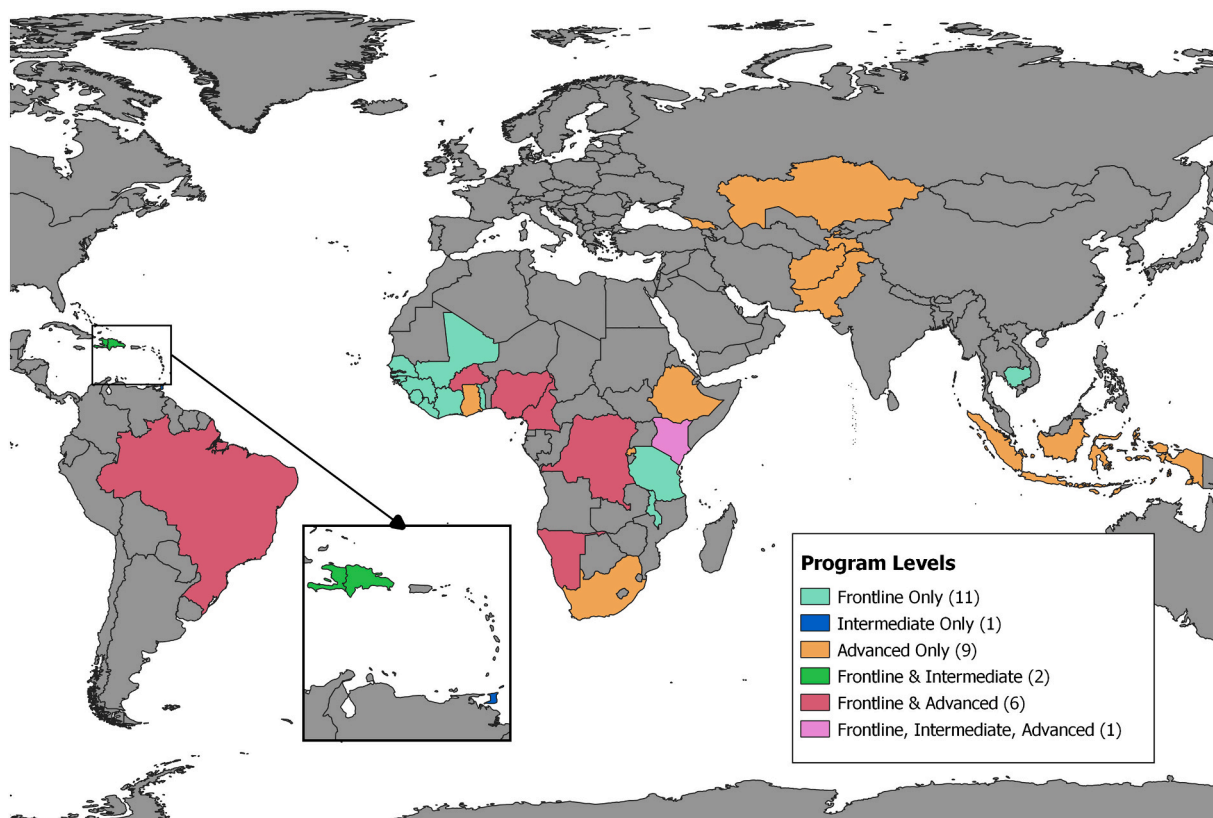 Program Levels
Frontline Only (11)
Intermediate Only (1)
Advanced Only (9)
Frontline & Intermediate (2)
Frontline & Advanced (6)
Frontline, Intermediate, Advanced (1)